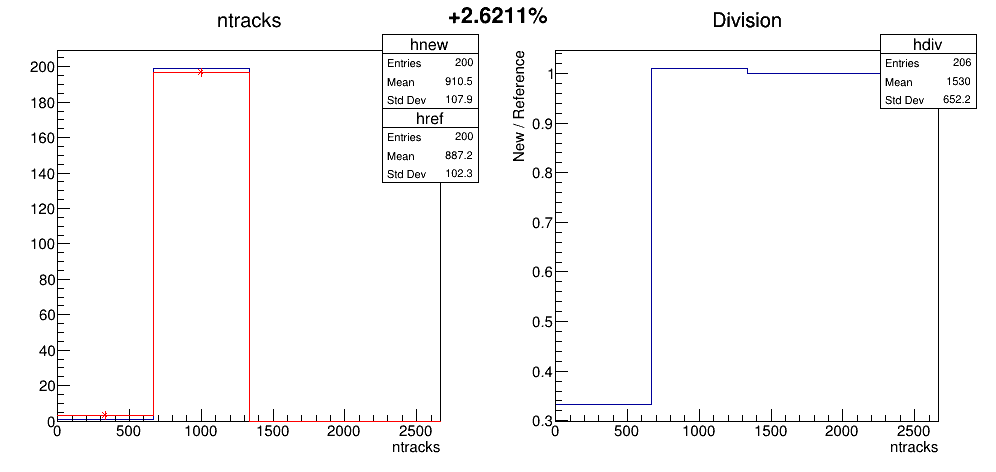 +2.6211%
ntracks
hnew
Entries 200
Mean 910.5
Std Dev 107.9
href
Entries 200
Mean 887.2
Std Dev 102.3
200
180
160
140
120
100
80
60
40
20
0
0 500 1000 1500 2000 2500
ntracks
Division
hdiv
Entries 206
Mean 1530
Std Dev 652.2
New / Reference
1
0.9
0.8
0.7
0.6
0.5
0.4
0.3
0 500 1000 1500 2000 2500
ntracks